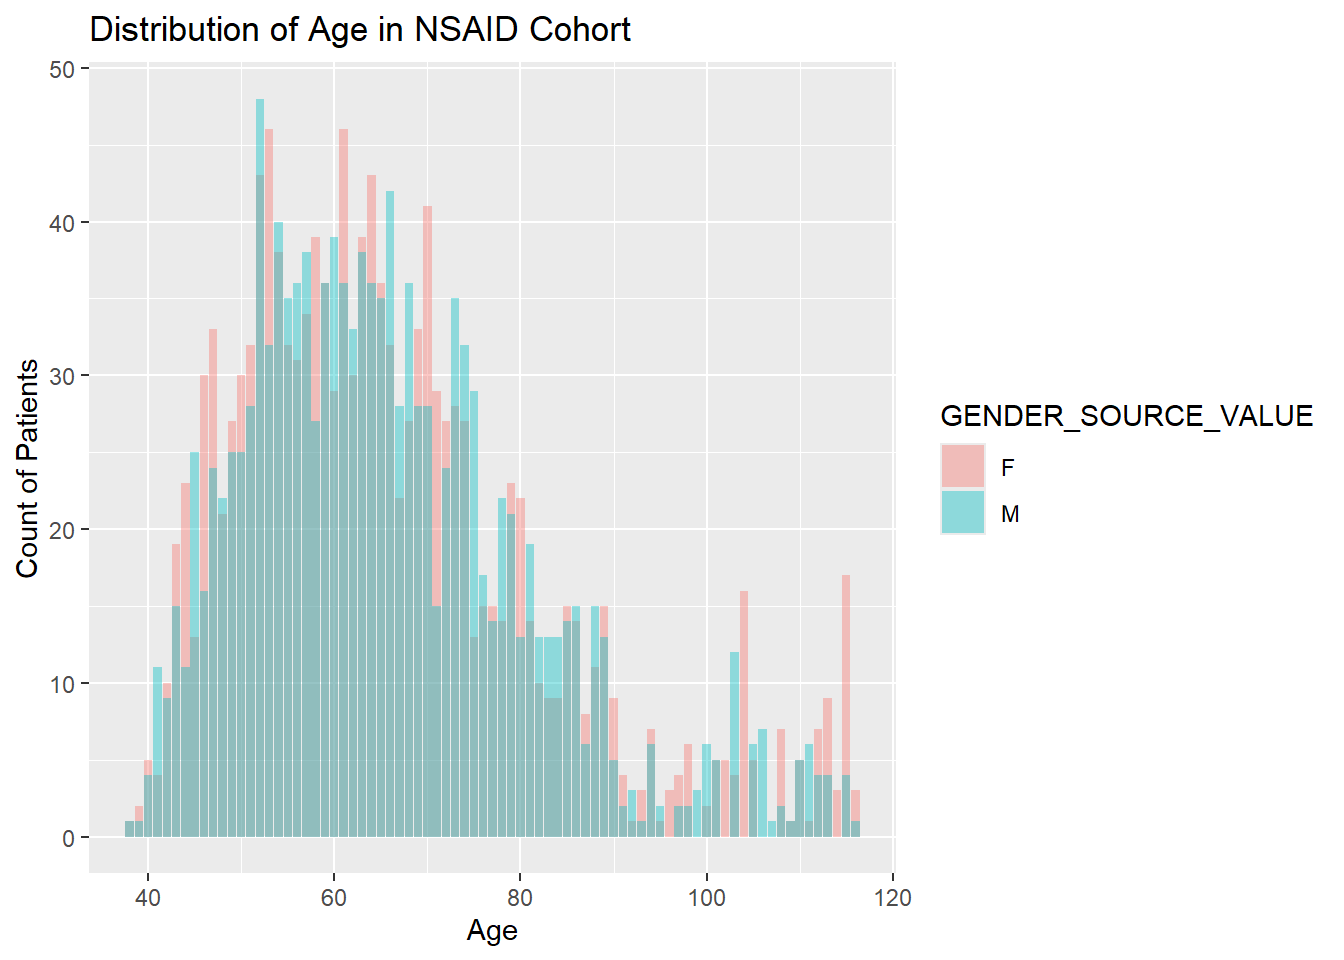 Distribution of Age in NSAID Cohort
50
40
30
20
10
0
Count of Patients
40 60 80 100 120
Age
GENDER_SOURCE_VALUE
F
M